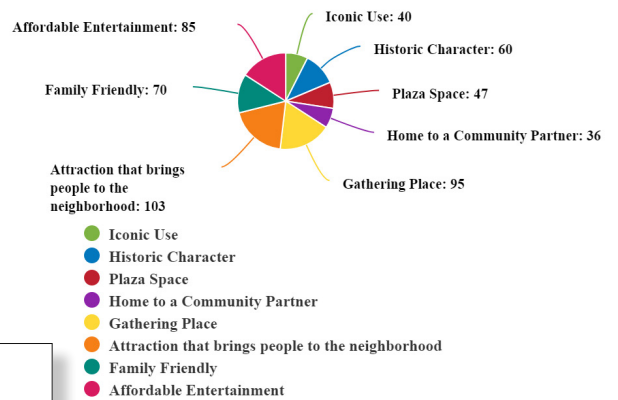 Iconic Use: 40
Affordable Entertainment: 85
Historic Character: 60
Family Friendly: 70
Plaza Space: 47
Home to a Community Partner: 36
Attraction that brings
people to the
neighborhood: 103
Gathering Place: 95
Iconic Use
Historic Character
Plaza Space
Home to a Community Partner
Gathering Place
Attraction that brings people to the neighborhood
Family Friendly
Affordable Entertainment